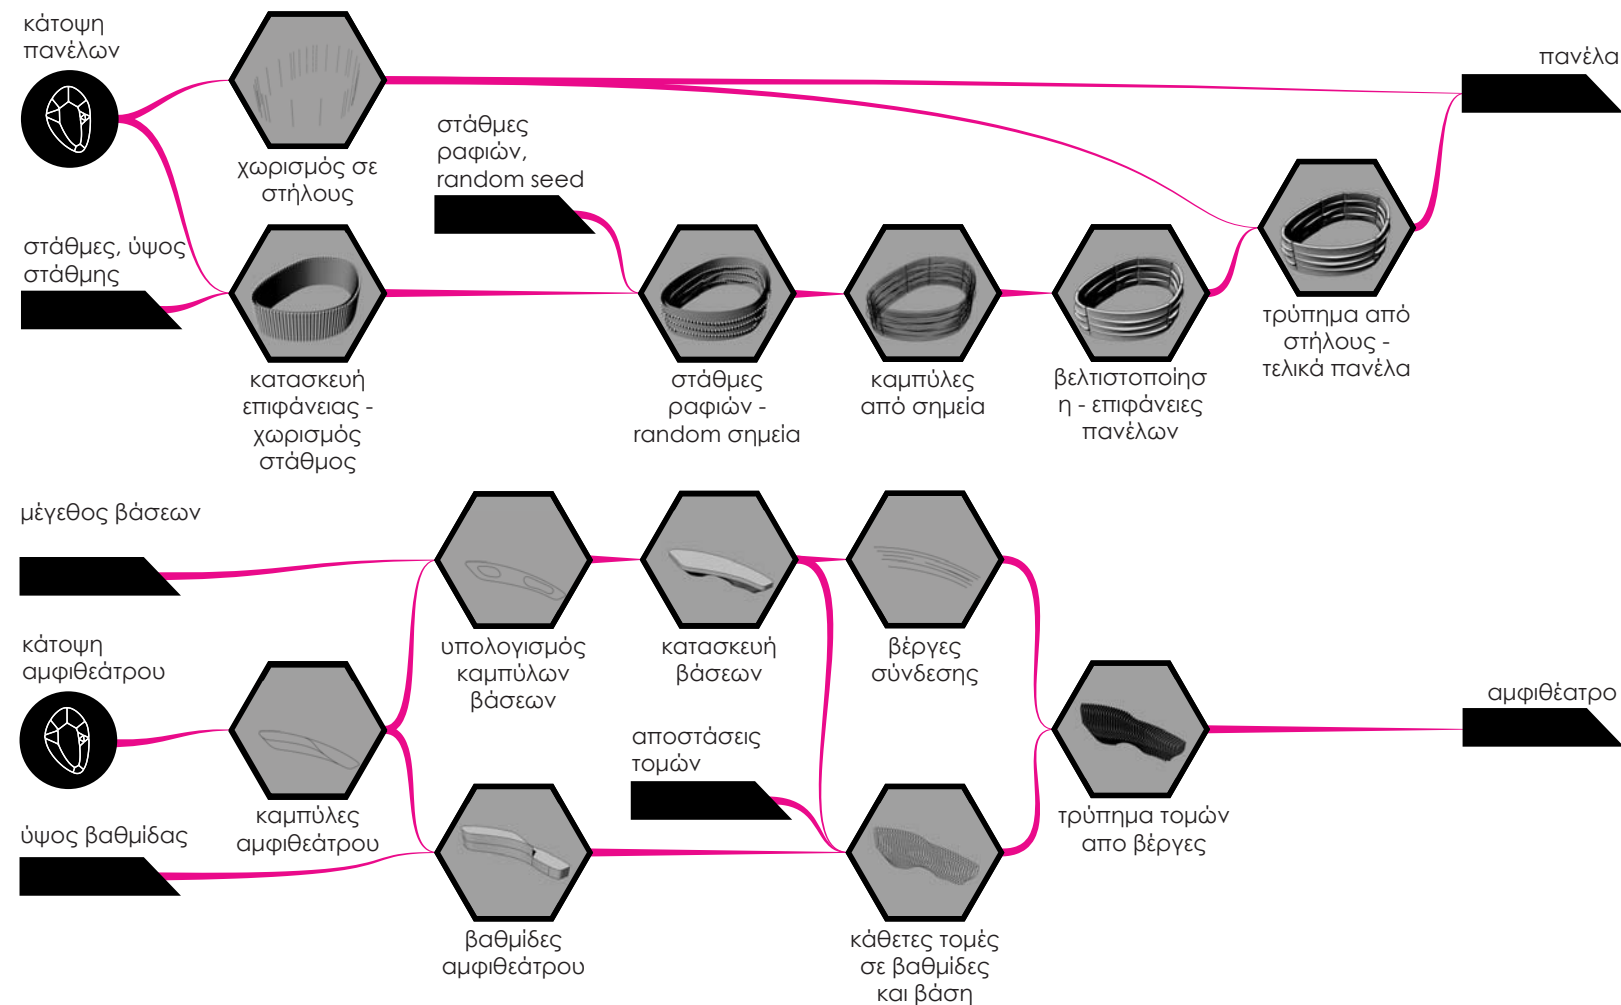 κάτοψη
πανέλων
πανέλα
χωρισμός σε
στήλους
στάθμες
ραφιών,
random seed
στάθμες, ύψος
στάθμης
κατασκευή
επιφάνειας -
χωρισμός
στάθμος
στάθμες
ραφιών -
random σημεία
καμπύλες
από σημεία
βελτιστοποίησ
η - επιφάνειες
πανέλων
τρύπημα από
στήλους -
τελικά πανέλα
μέγεθος βάσεων
υπολογισμός
καμπύλων
βάσεων
κατασκευή
βάσεων
βέργες
σύνδεσης
κάτοψη
αμφιθεάτρου
καμπύλες
αμφιθεάτρου
αποστάσεις
τομών
τρύπημα τομών
απο βέργες
αμφιθέατρο
ύψος βαθμίδας
βαθμίδες
αμφιθεάτρου
κάθετες τομές
σε βαθμίδες
και βάση